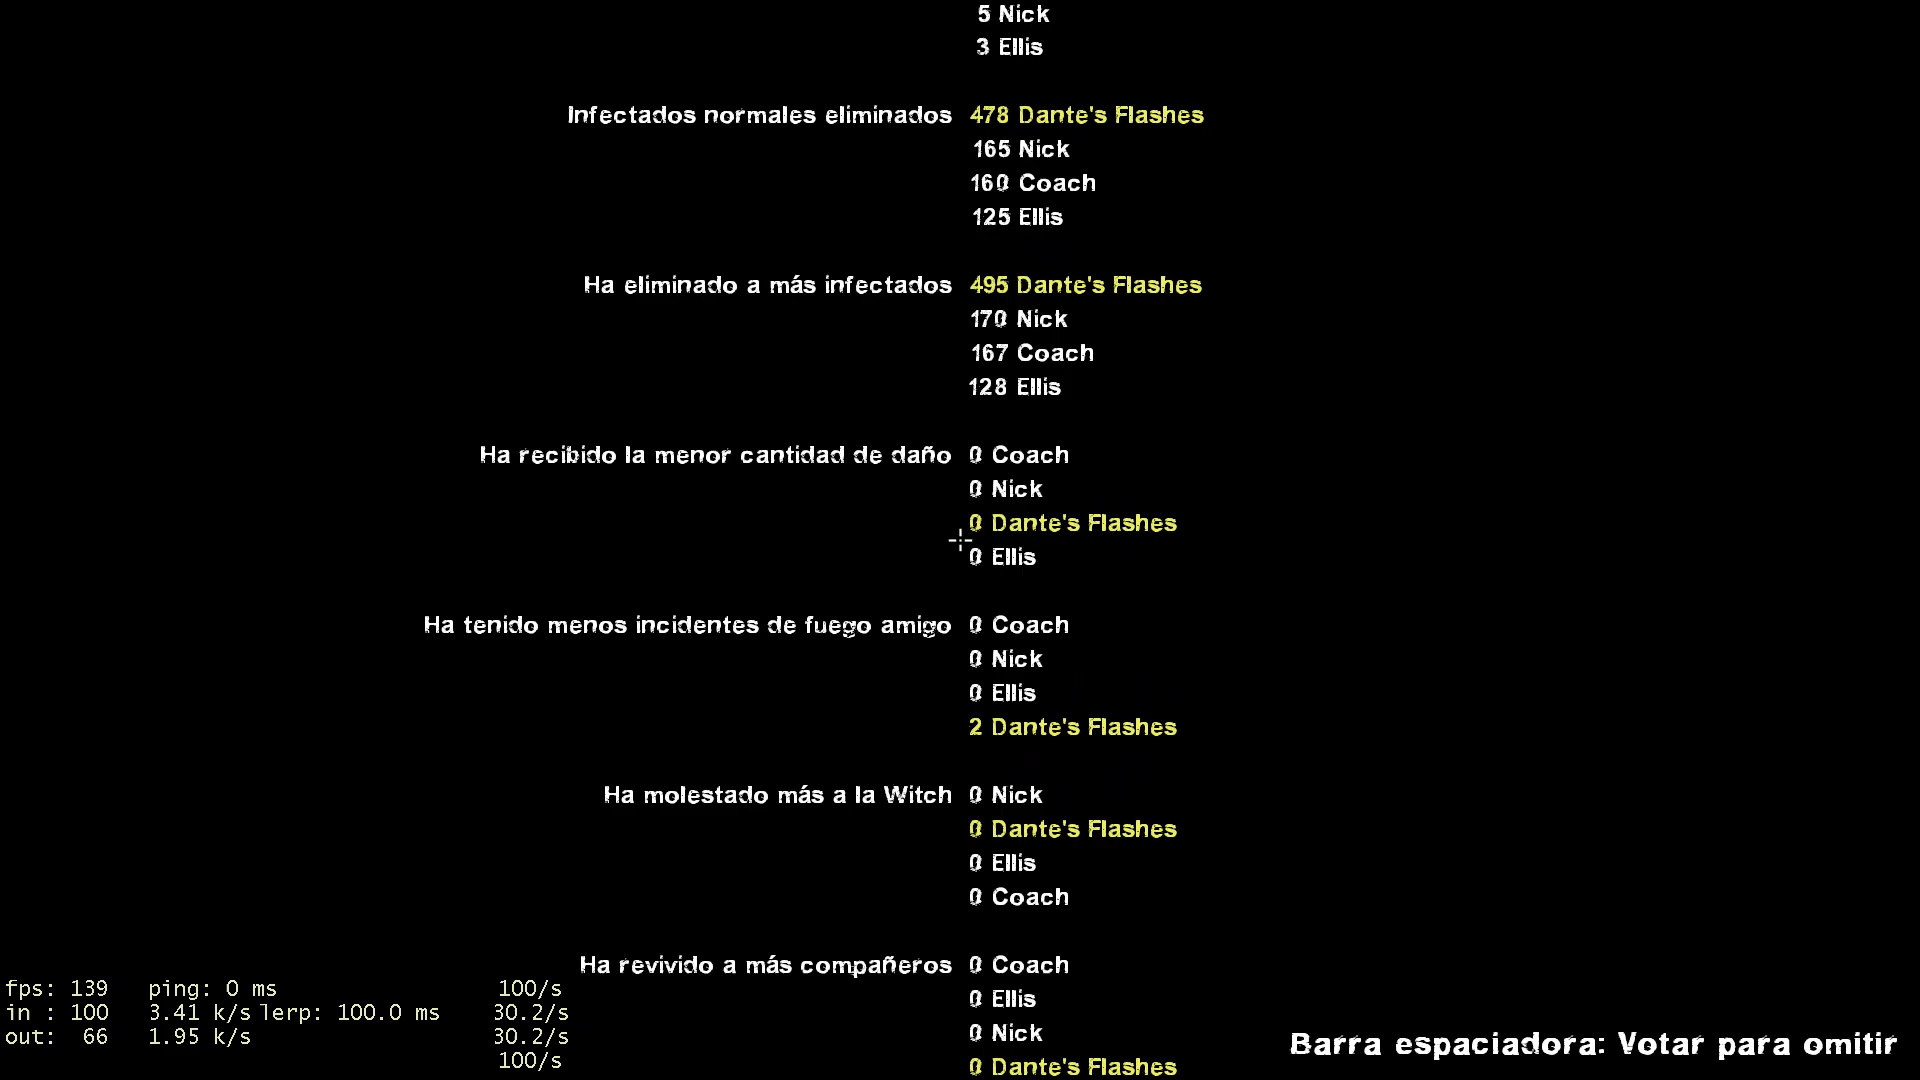 5 Nick
3 Ellis
Infectados normales eliminados 478 Dante's Flashes
165 Nick
160 Coach
125 Ellis
Ha eliminado a más infectados 495 Dante's Flashes
170 Nick
167 Coach
128 Ellis
Ha recibido la menor cantidad de daño 0 Coach
0 Nick
0 Dante's Flashes
0 Ellis
Ha tenido menos incidentes de fuego amigo 0 Coach
0 Nick
0 Ellis
2 Dante's Flashes
Ha molestado más a la Witch 0 Nick
0 Dante's Flashes
0 Ellis
0 Coach
Ha revivido a más compañeros 0 Coach
0 Ellis
0 Nick
0 Dante's Flashes
fps: 139 ping: 0 ms 100/s
in : 100 3.41 k/s lerp: 100.0 ms 30.2/s
out: 66 1.95 k/s 30.2/s
100/s
Barra espaciadora: Votar para omitir